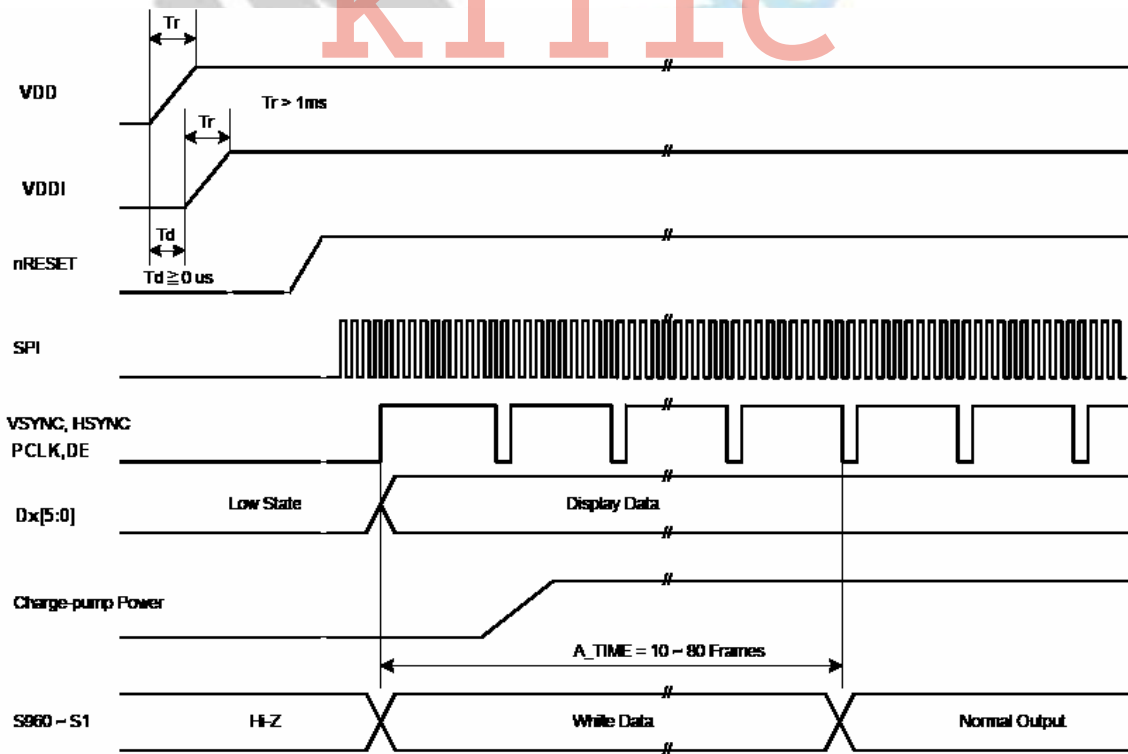 KTTIC
Tr
VDD
Tr > 1ms
Tr
VDDI
Td
nRESET
Td ≧ 0 us
SPI
VSYNC, HSYNC
PCLK,DE
Low State
Display Data
Dx[5:0]
Charge-pump Power
A_TIME = 10 ~ 80 Frames
S960 ~ S1
Hi-Z
White Data
Normal Output